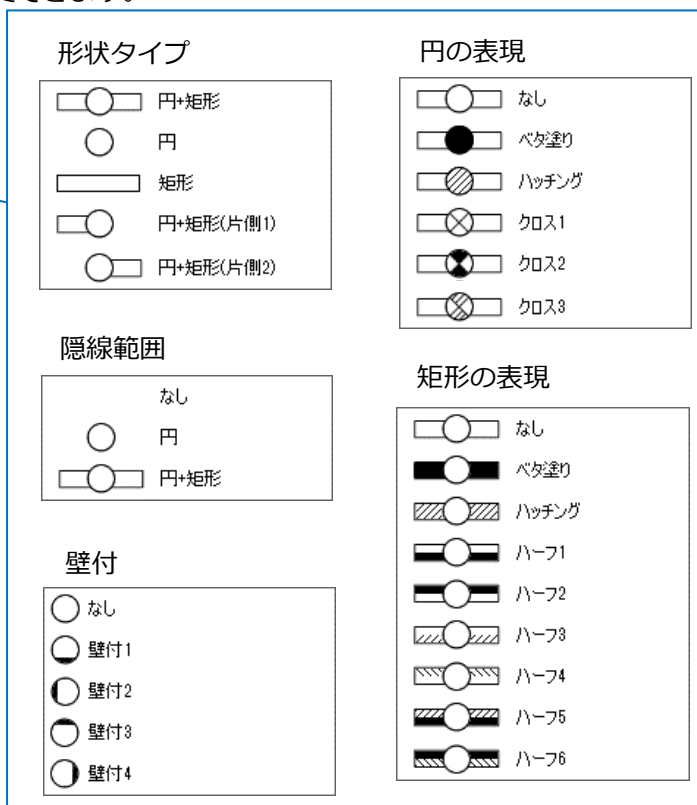 できます。
形状タイプ
円+矩形
円
矩形
円+矩形(片側1)
円+矩形(片側2)
隠線範囲
なし
円
円+矩形
壁付
なし
壁付1
壁付2
壁付3
壁付4
円の表現
なし
ベタ塗り
ハッチング
クロス1
クロス2
クロス3
矩形の表現
なし
ベタ塗り
ハッチング
ハーフ1
ハーフ2
ハーフ3
ハーフ4
ハーフ5
ハーフ6